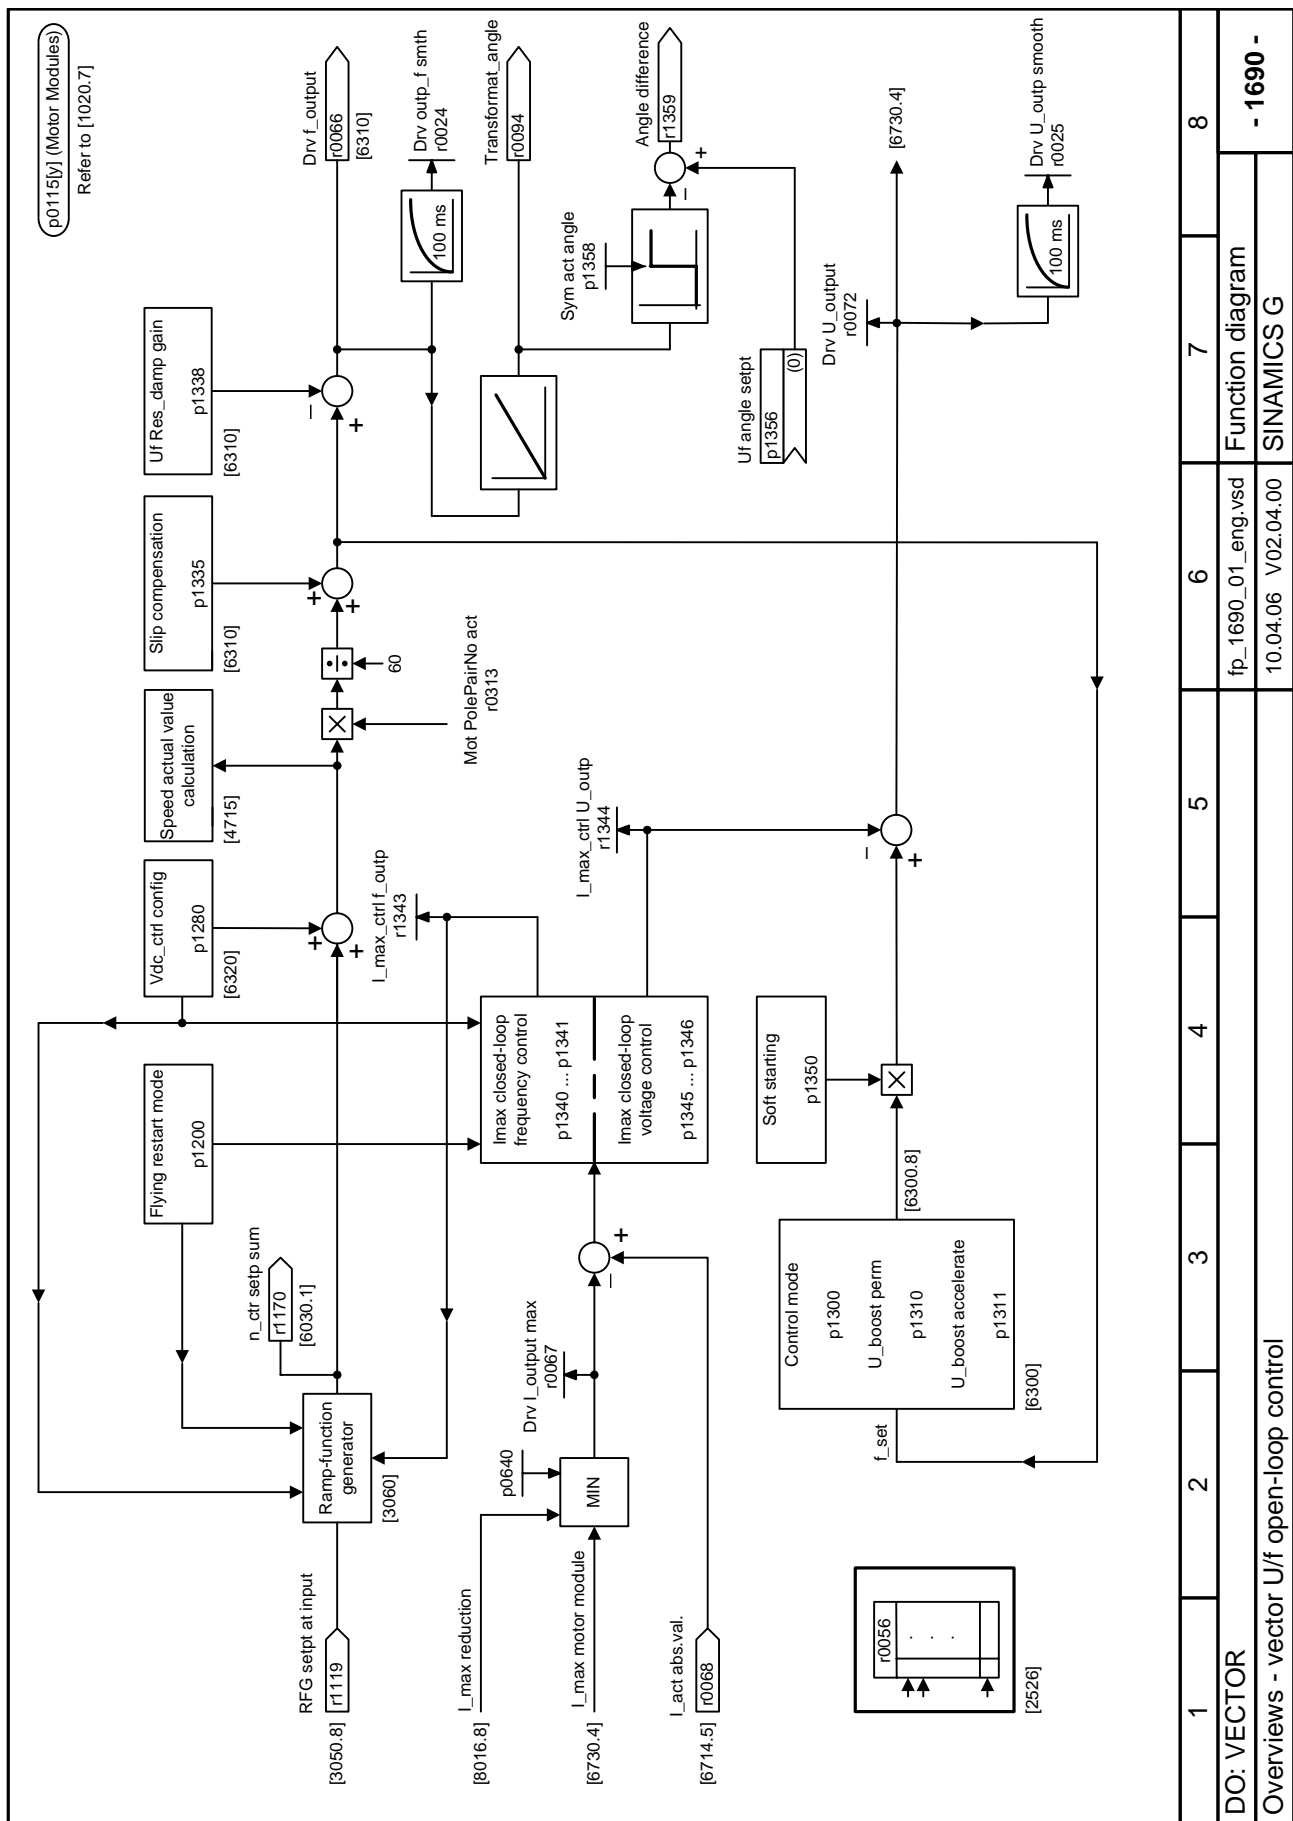 p0115[y] (Motor Modules)
Refer to [1020.7]
Vdc_ctrl config
p1280
[6320]
Flying restart mode
p1200
Speed actual value
calculation
[4715]
Slip compensation
p1335
[6310]
Uf Res_damp gain
p1338
[6310]
RFG setpt at input
r1119
[3050.8]
Ramp-function
generator
[3060]
n_ctr setp sum
r1170
[6030.1]
+
+
I_max_ctrl f_outp
r1343
Mot PolePairNo act
r0313
60
+
+
–
+
Drv f_output
r0066
[6310]
100 ms
Drv outp_f smth
r0024
Transformat_angle
r0094
Sym act angle
p1358
Angle difference
r1359
–
+
Uf angle setpt
p1356
(0)
I_max reduction
[8016.8]
I_max motor module
[6730.4]
I_act abs.val.
r0068
[6714.5]
p0640
MIN
Drv I_output max
r0067
–
+
Imax closed-loop
frequency control
p1340 ... p1341
Imax closed-loop
voltage control
p1345 ... p1346
I_max_ctrl U_outp
r1344
Soft starting
p1350
f_set
Control mode
p1300
U_boost perm
p1310
U_boost accelerate
p1311
[6300]
[6300.8]
–
+
Drv U_output
r0072
[6730.4]
100 ms
Drv U_outp smooth
r0025
r0056
[2526]
1 2 3 4 5 6 7 8
DO: VECTOR
fp_1690_01_eng.vsd
Function diagram
- 1690 -
Overviews - vector U/f open-loop control
10.04.06 V02.04.00
SINAMICS G